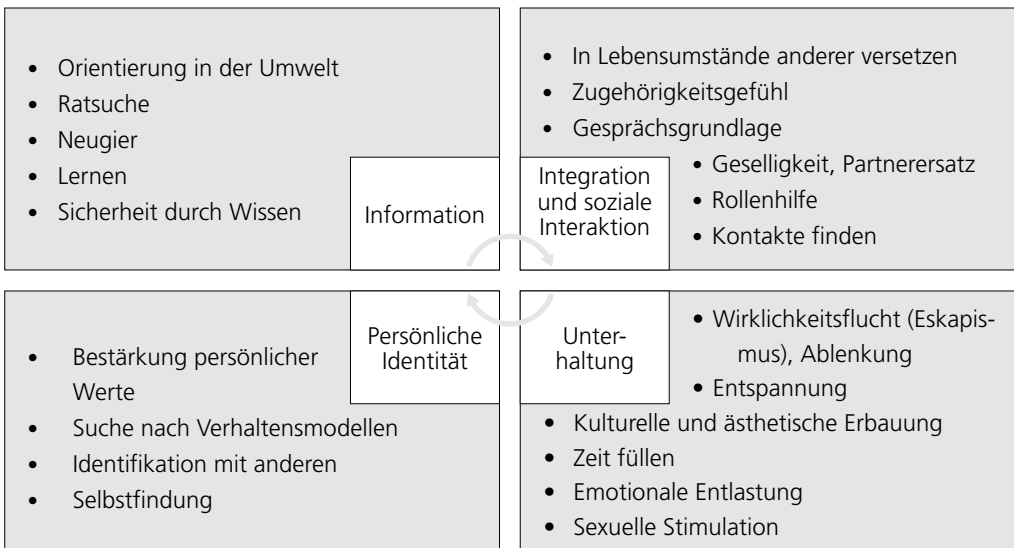 • Orientierung in der Umwelt
• Ratsuche
• Neugier
• Lernen
• Sicherheit durch Wissen
Information
• In Lebensumstände anderer versetzen
• Zugehörigkeitsgefühl
• Gesprächsgrundlage
• Geselligkeit, Partnerersatz
• Rollenhilfe
• Kontakte finden
Integration
und soziale
Interaktion
Persönliche
Identität
• Bestärkung persönlicher
Werte
• Suche nach Verhaltensmodellen
• Identifikation mit anderen
• Selbstfindung
Unter-
haltung
• Wirklichkeitsflucht (Eskapis-
mus), Ablenkung
• Entspannung
• Kulturelle und ästhetische Erbauung
• Zeit füllen
• Emotionale Entlastung
• Sexuelle Stimulation